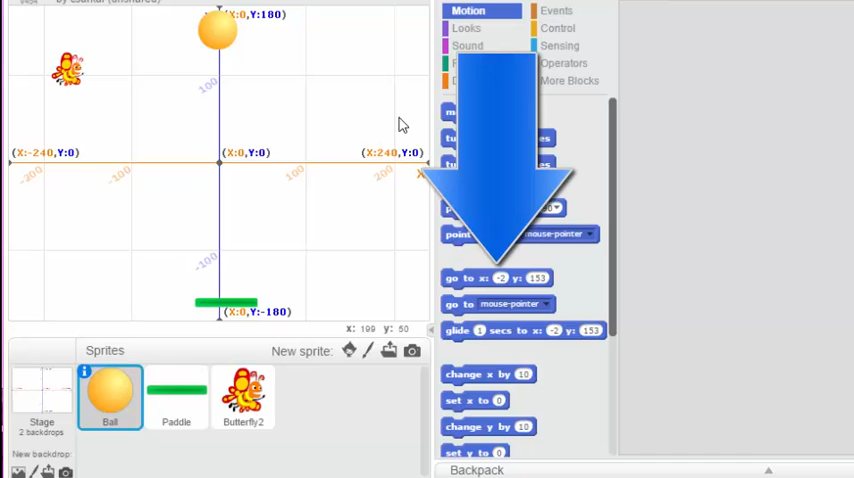 (X:0,Y:180)
100
(X:-240,Y:0)
(X:0,Y:0)
(X:240,Y:0)
-200
-100
100
200
X
-100
(X:0,Y:-180)
x: 199 y: 50
Sprites
New sprite:
Stage
2 backdrops
New backdrop:
Ball
Paddle
Butterfly2
Motion
Looks
Sound
Events
Control
Sensing
Operators
More Blocks
mouse-pointer
go to x: -2 y: 153
go to mouse-pointer
glide 1 secs to x: -2 y: 153
change x by 10
set x to 0
change y by 10
set y to 0
Backpack